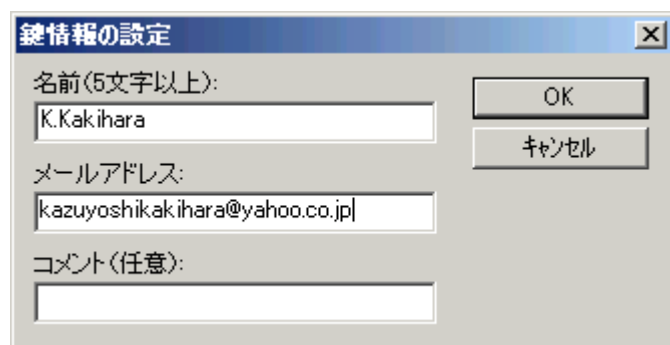 鍵情報の設定
名前(5文字以上):
K.Kakihara
OK
キャンセル
メールアドレス:
kazuyoshikakihara@yahoo.co.jp
コメント(任意):